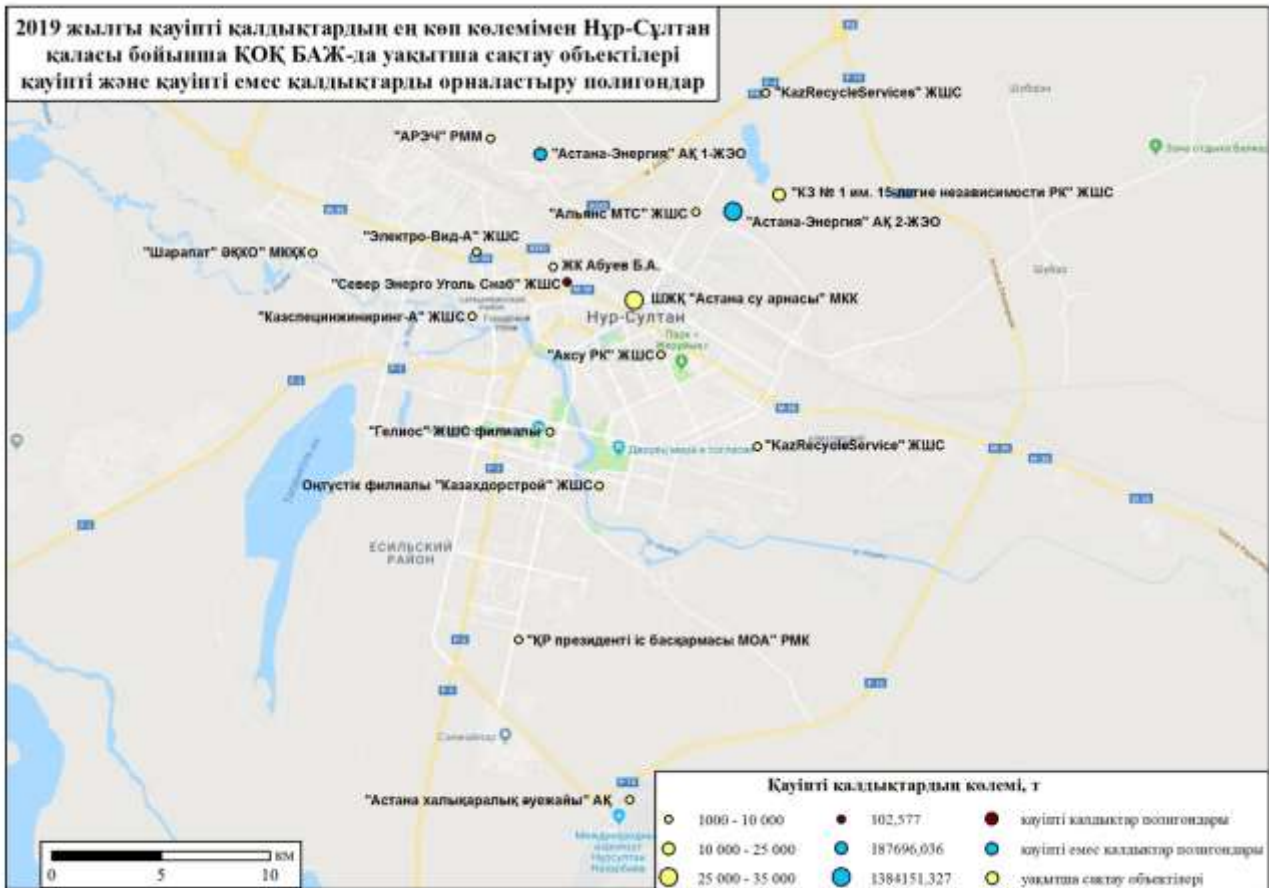 2019 жылғы қауіпті қалдықтардың ең көп көлемімен Нұр-Сұлтан
қаласы бойынша ҚОҚ БАЖ-да уақытша сақтау объектілері
қауіпті және қауіпті емес қалдықтарды орналастыру полигондар
"KazRecycleServices" ЖШС
"АРЭЧ" РММ
"Астана-Энергия" АҚ 1-ЖЭО
"КЗ № 1 им. 15-летие независимости РК" ЖШС
"Альянс МТС" ЖШС
"Астана-Энергия" АҚ 2-ЖЭО
"Электро-Вид-А" ЖШС
"Шарапат" ӘҚКО" МКҚК
ЖК Абуев Б.А.
"Север Энерго Уголь Снаб" ЖШС
ШЖҚ "Астана су арнасы" МКК
"Казспецинжиниринг-А" ЖШС
Нур-Султан
"Аксу РК" ЖШС
"Гелиос" ЖШС филиалы
Дворец мира и согласия
"KazRecycleService" ЖШС
Оңтүстік филиалы "Казахдорстрой" ЖШС
ЕСИЛЬСКИЙ
РАЙОН
"ҚР президенті іс басқармасы МОА" РМК
"Астана халықаралық әуежайы" АҚ
Қауіпті қалдықтардың көлемі, т
1000 - 10 000
102,577
қауіпті қалдықтар полигондары
10 000 - 25 000
187696,036
қауіпті емес қалдықтар полигондары
25 000 - 35 000
1384151,327
уақытша сақтау объектілері
КМ
0 5 10